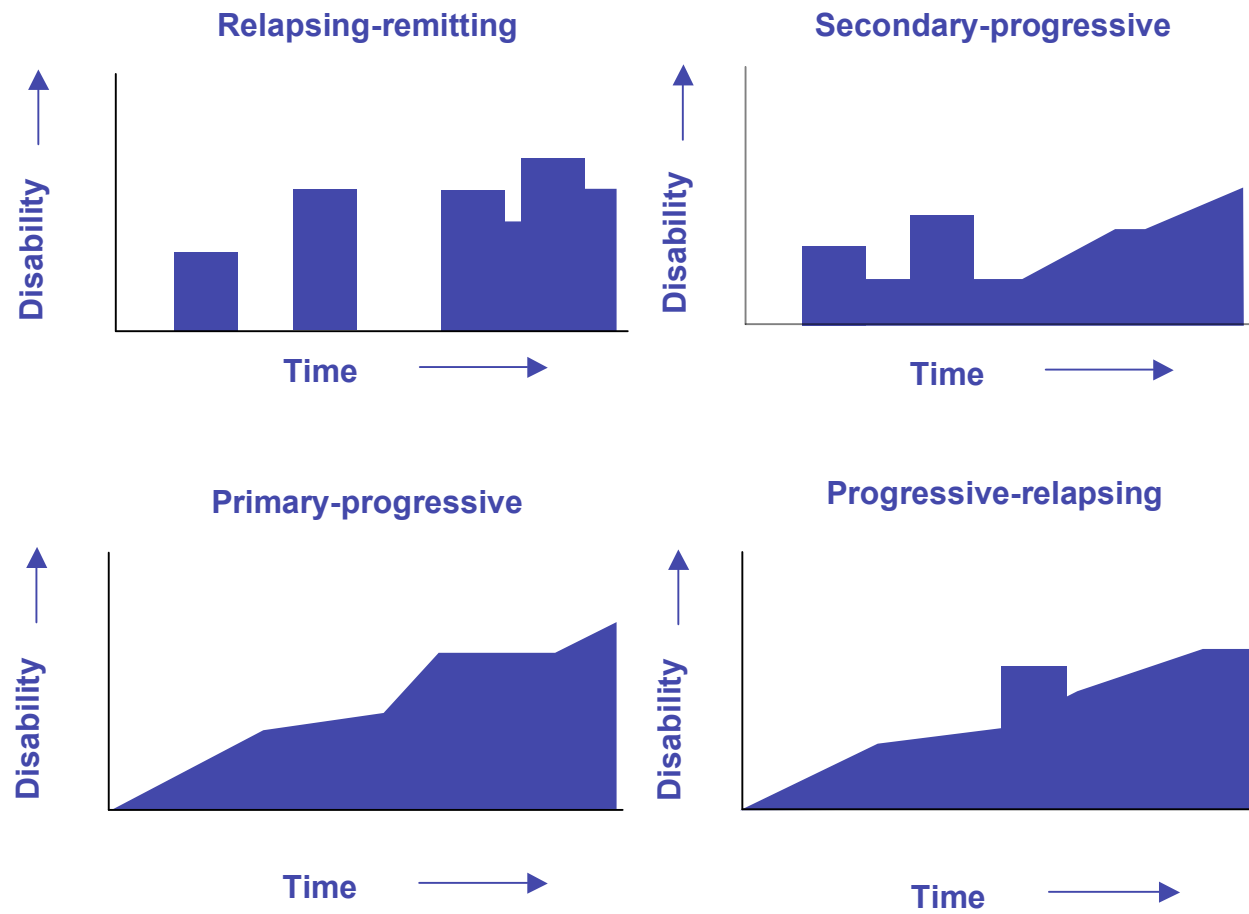 Relapsing-remitting
Disability
Time
Secondary-progressive
Disability
Time
Primary-progressive
Disability
Time
Progressive-relapsing
Disability
Time